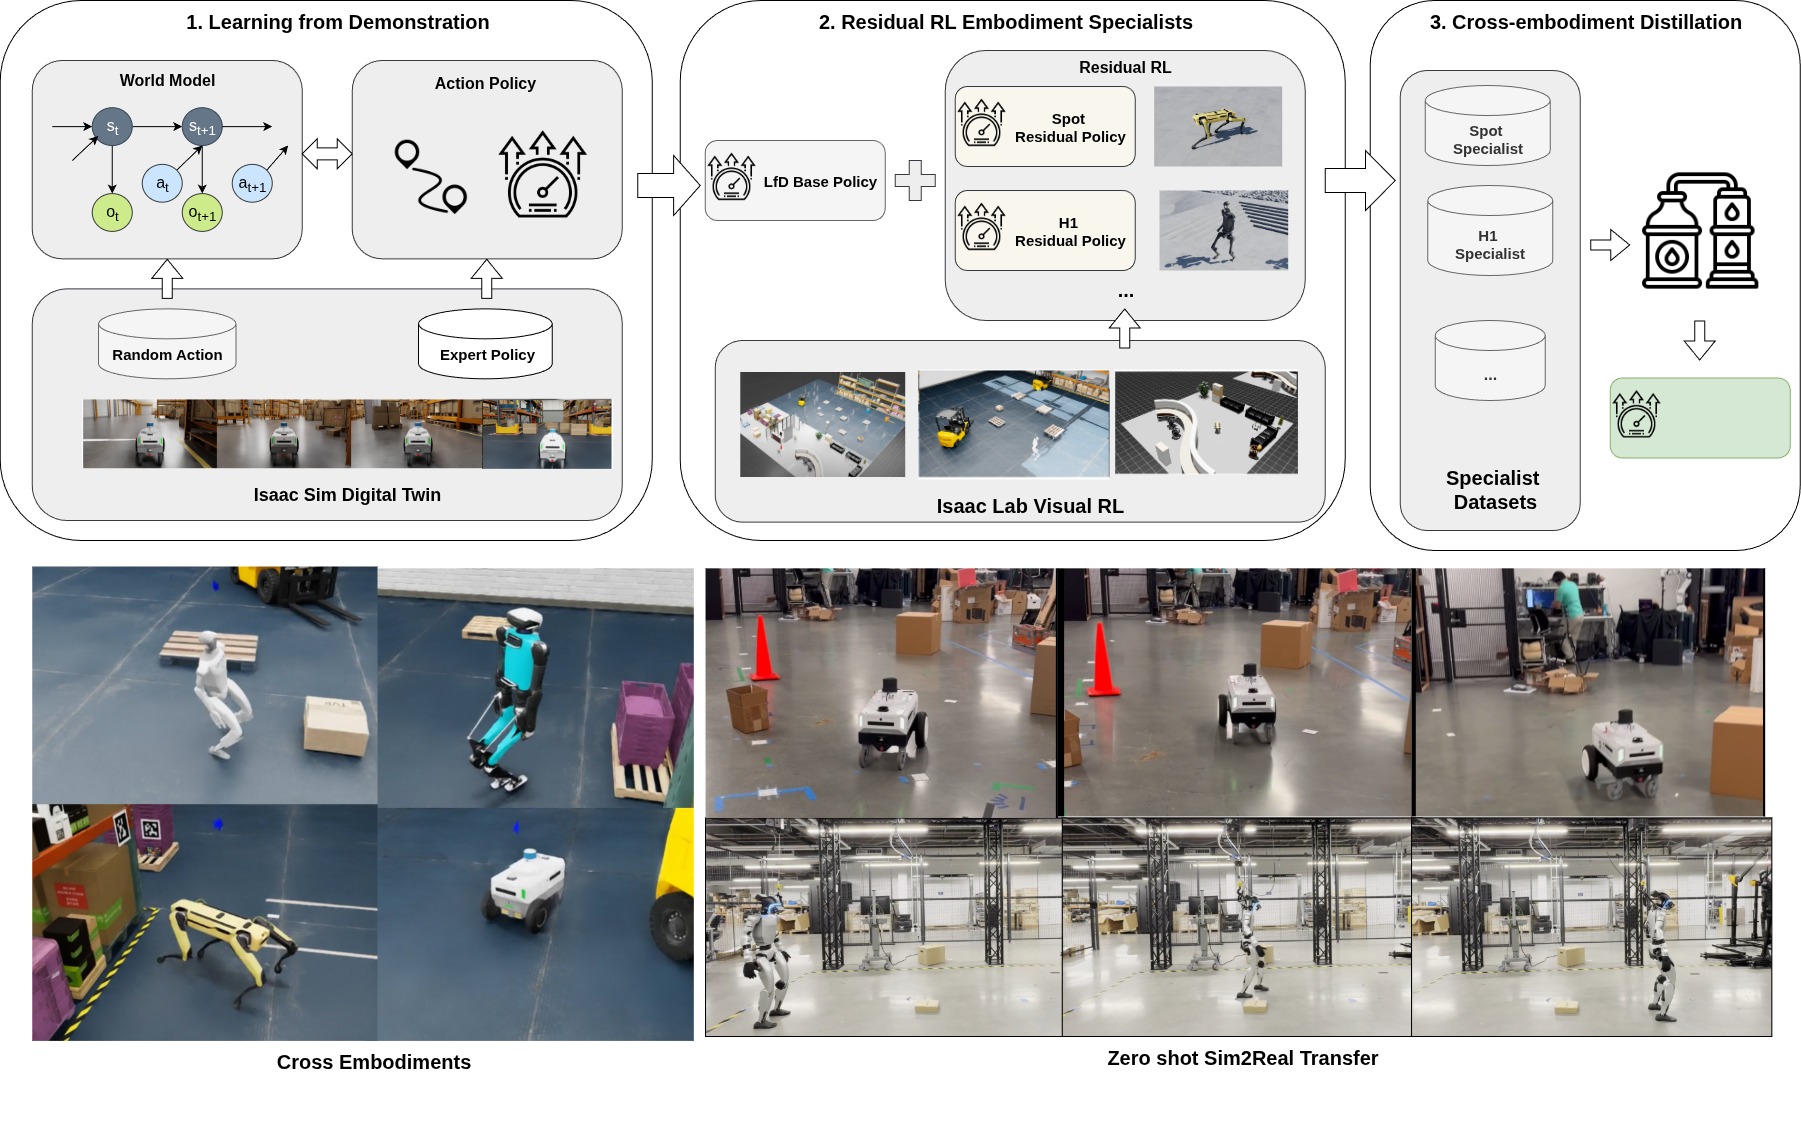 1. Learning from Demonstration
World Model
s_t
s_{t+1}
a_t
a_{t+1}
o_t
o_{t+1}
Action Policy
Random Action
Expert Policy
Isaac Sim Digital Twin
2. Residual RL Embodiment Specialists
LfD Base Policy
Residual RL
Spot
Residual Policy
H1
Residual Policy
...
Isaac Lab Visual RL
3. Cross-embodiment Distillation
Spot
Specialist
H1
Specialist
...
Specialist
Datasets
Cross Embodiments
Zero shot Sim2Real Transfer